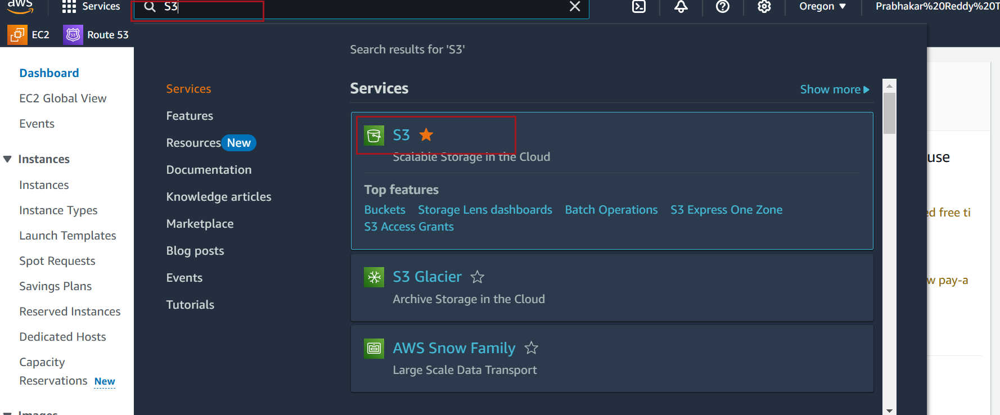 aws
Services
S3
Oregon
Prabhakar%20Reddy%20T
EC2
Route 53
Dashboard
EC2 Global View
Events
Instances
Instances
Instance Types
Launch Templates
Spot Requests
Savings Plans
Reserved Instances
Dedicated Hosts
Capacity
Reservations New
Images
Search results for 'S3'
Services
Features
Resources New
Documentation
Knowledge articles
Marketplace
Blog posts
Events
Tutorials
Services
Show more
S3
Scalable Storage in the Cloud
Top features
Buckets Storage Lens dashboards Batch Operations S3 Express One Zone
S3 Access Grants
S3 Glacier
Archive Storage in the Cloud
AWS Snow Family
Large Scale Data Transport
use
ed free ti
w pay-a